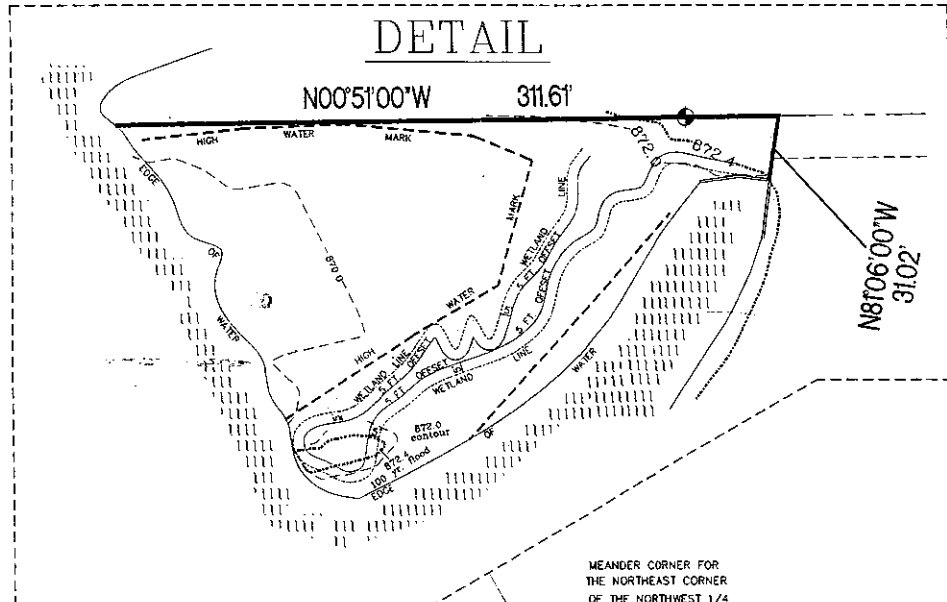 DETAIL
N00°51'00"W 311.61'
HIGH WATER MARK
872.0
872.4
EDGE OF WATER
870.0
MARK
WATER
HIGH
WETLAND LINE
5 FT OFFSET
5 FT OFFSET
WETLAND LINE
5 FT OFFSET
5 FT OFFSET
WETLAND LINE
N81°06'00"W
31.02'
872.0
contour
872.4
100 yr. flood
EDGE OF WATER
MEANDER CORNER FOR
THE NORTHEAST CORNER
OF THE NORTHWEST 1/4